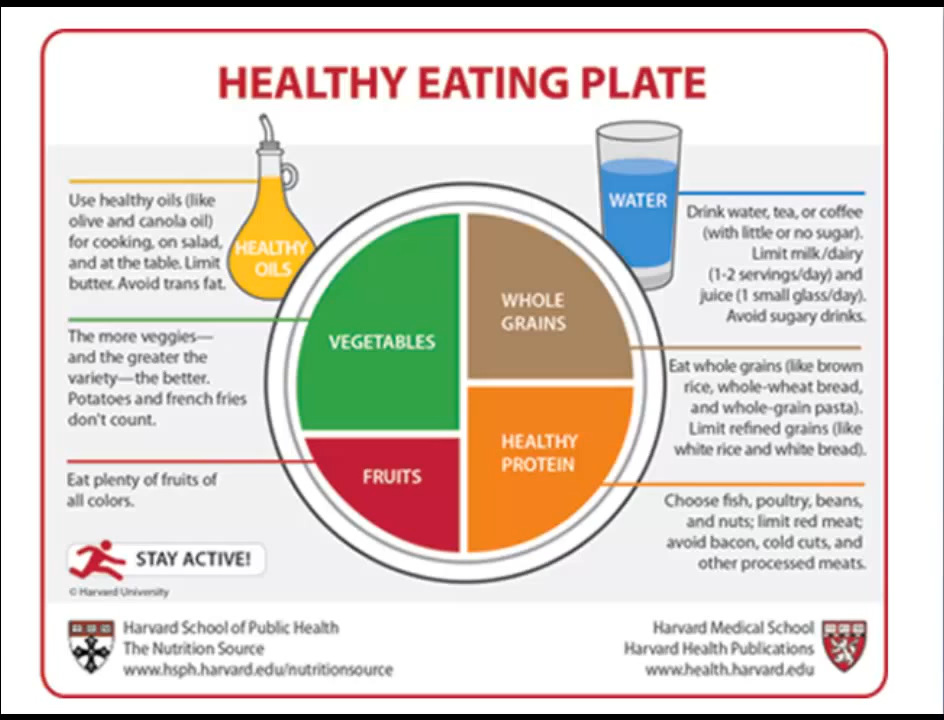 HEALTHY EATING PLATE
Use healthy oils (like
olive and canola oil)
for cooking, on salad,
and at the table. Limit
butter. Avoid trans fat.
HEALTHY
OILS
The more veggies—
and the greater the
variety—the better.
Potatoes and french fries
don't count.
Eat plenty of fruits of
all colors.
STAY ACTIVE!
© Harvard University
VEGETABLES
FRUITS
WHOLE
GRAINS
HEALTHY
PROTEIN
WATER
Drink water, tea, or coffee
(with little or no sugar).
Limit milk/dairy
(1-2 servings/day) and
juice (1 small glass/day).
Avoid sugary drinks.
Eat whole grains (like brown
rice, whole-wheat bread,
and whole-grain pasta).
Limit refined grains (like
white rice and white bread).
Choose fish, poultry, beans,
and nuts; limit red meat;
avoid bacon, cold cuts, and
other processed meats.
Harvard School of Public Health
The Nutrition Source
www.hsph.harvard.edu/nutritionsource
Harvard Medical School
Harvard Health Publications
www.health.harvard.edu